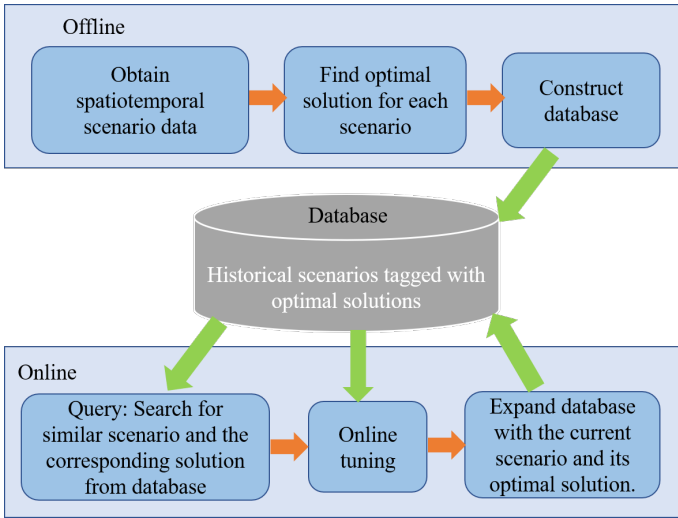 Offline
Obtain
spatiotemporal
scenario data
Find optimal
solution for each
scenario
Construct
database
Database
Historical scenarios tagged with
optimal solutions
Online
Query: Search for
similar scenario and the
corresponding solution
from database
Online
tuning
Expand database
with the current
scenario and its
optimal solution.